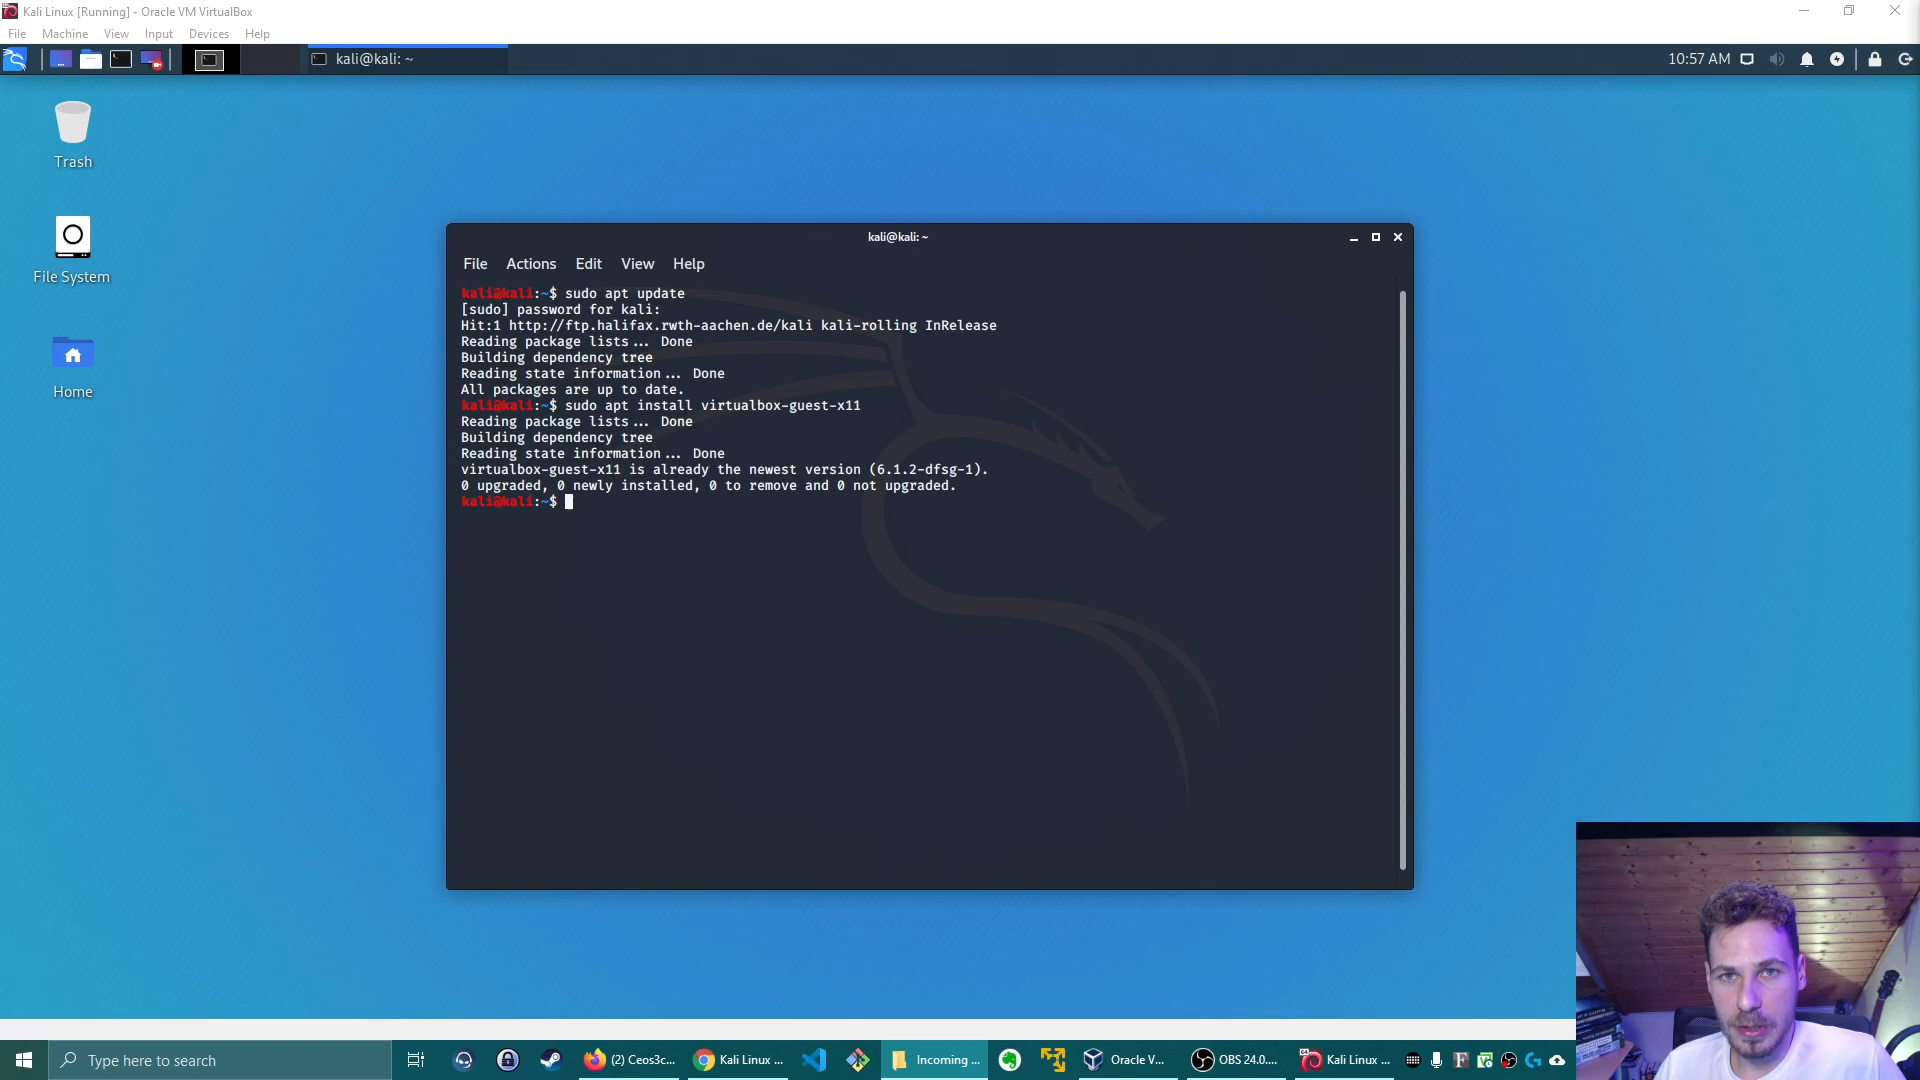 Kali Linux [Running] - Oracle VM VirtualBox
File Machine View Input Devices Help
kali@kali: ~
10:57 AM
Trash
File System
Home
kali@kali: ~
File Actions Edit View Help
kali@kali:~$ sudo apt update
[sudo] password for kali:
Hit:1 http://ftp.halifax.rwth-aachen.de/kali kali-rolling InRelease
Reading package lists... Done
Building dependency tree
Reading state information... Done
All packages are up to date.
kali@kali:~$ sudo apt install virtualbox-guest-x11
Reading package lists... Done
Building dependency tree
Reading state information... Done
virtualbox-guest-x11 is already the newest version (6.1.2-dfsg-1).
0 upgraded, 0 newly installed, 0 to remove and 0 not upgraded.
kali@kali:~$
Type here to search
(2) Ceos3c...
Kali Linux ...
Incoming ...
Oracle V...
OBS 24.0....
Kali Linux ...